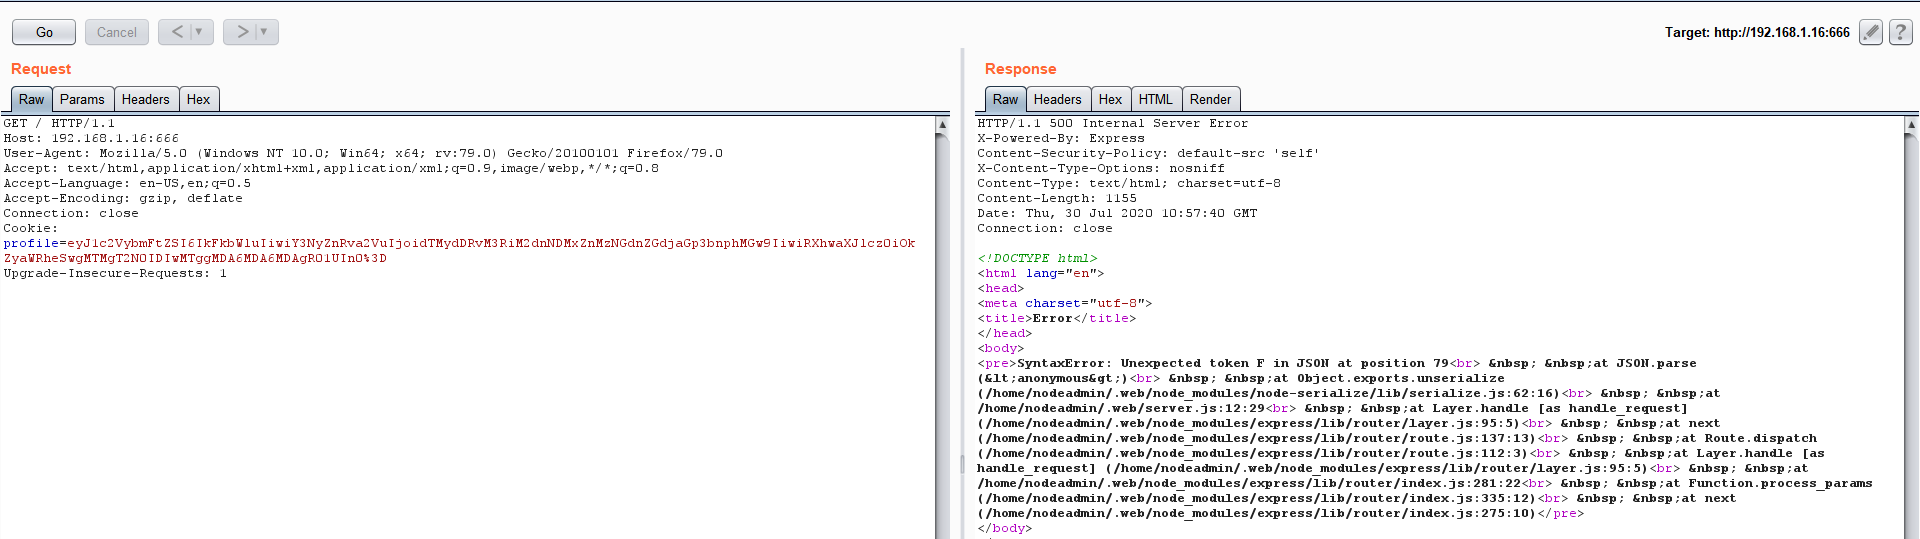 Go Cancel < > Target: http://192.168.1.16:666 ?
Request
Raw Params Headers Hex
GET / HTTP/1.1
Host: 192.168.1.16:666
User-Agent: Mozilla/5.0 (Windows NT 10.0; Win64; x64; rv:79.0) Gecko/20100101 Firefox/79.0
Accept: text/html,application/xhtml+xml,application/xml;q=0.9,image/webp,*/*;q=0.8
Accept-Language: en-US,en;q=0.5
Accept-Encoding: gzip, deflate
Connection: close
Cookie:
profile=eyJ1c2VybmFtZSI6IkFkbWluIiwiY3NyZnRva2VuIjoidTMydDRvM3RiM2dnNDMxZnMzNGdnZGdjaGp3bnphMGw9IiwiRXhwaXJlcz0iOk
ZyaWRheSwgMTMgT2N0IDIwMTggMDA6MDA6MDAgR01UIn0%3D
Upgrade-Insecure-Requests: 1
Response
Raw Headers Hex HTML Render
HTTP/1.1 500 Internal Server Error
X-Powered-By: Express
Content-Security-Policy: default-src 'self'
X-Content-Type-Options: nosniff
Content-Type: text/html; charset=utf-8
Content-Length: 1155
Date: Thu, 30 Jul 2020 10:57:40 GMT
Connection: close
<!DOCTYPE html>
<html lang="en">
<head>
<meta charset="utf-8">
<title>Error</title>
</head>
<body>
<pre>SyntaxError: Unexpected token F in JSON at position 79<br> &nbsp; &nbsp;at JSON.parse
(&lt;anonymous&gt;)<br> &nbsp; &nbsp;at Object.exports.unserialize
(/home/nodeadmin/.web/node_modules/node-serialize/lib/serialize.js:62:16)<br> &nbsp; &nbsp;at
/home/nodeadmin/.web/server.js:12:29<br> &nbsp; &nbsp;at Layer.handle [as handle_request]
(/home/nodeadmin/.web/node_modules/express/lib/router/layer.js:95:5)<br> &nbsp; &nbsp;at next
(/home/nodeadmin/.web/node_modules/express/lib/router/route.js:137:13)<br> &nbsp; &nbsp;at Route.dispatch
(/home/nodeadmin/.web/node_modules/express/lib/router/route.js:112:3)<br> &nbsp; &nbsp;at Layer.handle [as
handle_request] (/home/nodeadmin/.web/node_modules/express/lib/router/layer.js:95:5)<br> &nbsp; &nbsp;at
/home/nodeadmin/.web/node_modules/express/lib/router/index.js:281:22<br> &nbsp; &nbsp;at Function.process_params
(/home/nodeadmin/.web/node_modules/express/lib/router/index.js:335:12)<br> &nbsp; &nbsp;at next
(/home/nodeadmin/.web/node_modules/express/lib/router/index.js:275:10)</pre>
</body>